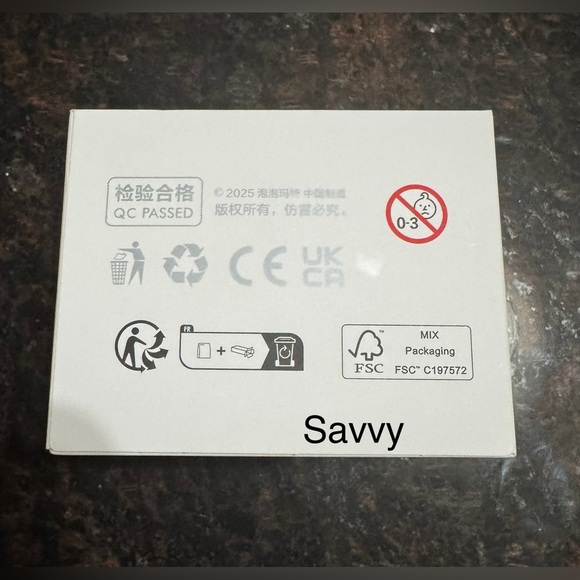 检验合格
QC PASSED
© 2025 泡泡玛特 中国制造
版权所有，仿冒必究。
0-3
UK
CA
CE
FR
+
MIX
Packaging
FSC™ C197572
FSC
Savvy